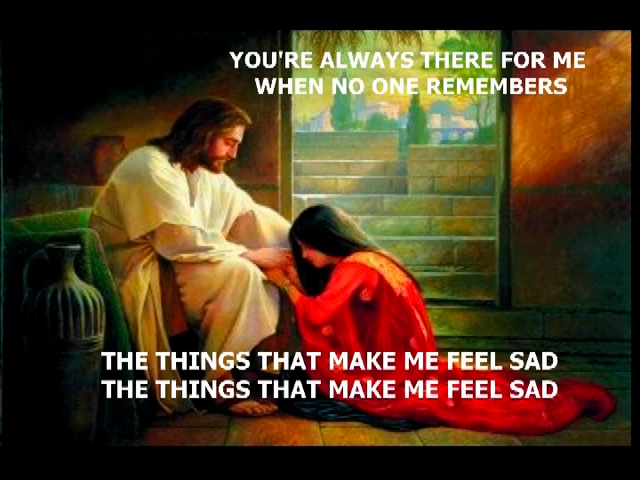 YOU'RE ALWAYS THERE FOR ME
WHEN NO ONE REMEMBERS
THE THINGS THAT MAKE ME FEEL SAD
THE THINGS THAT MAKE ME FEEL SAD